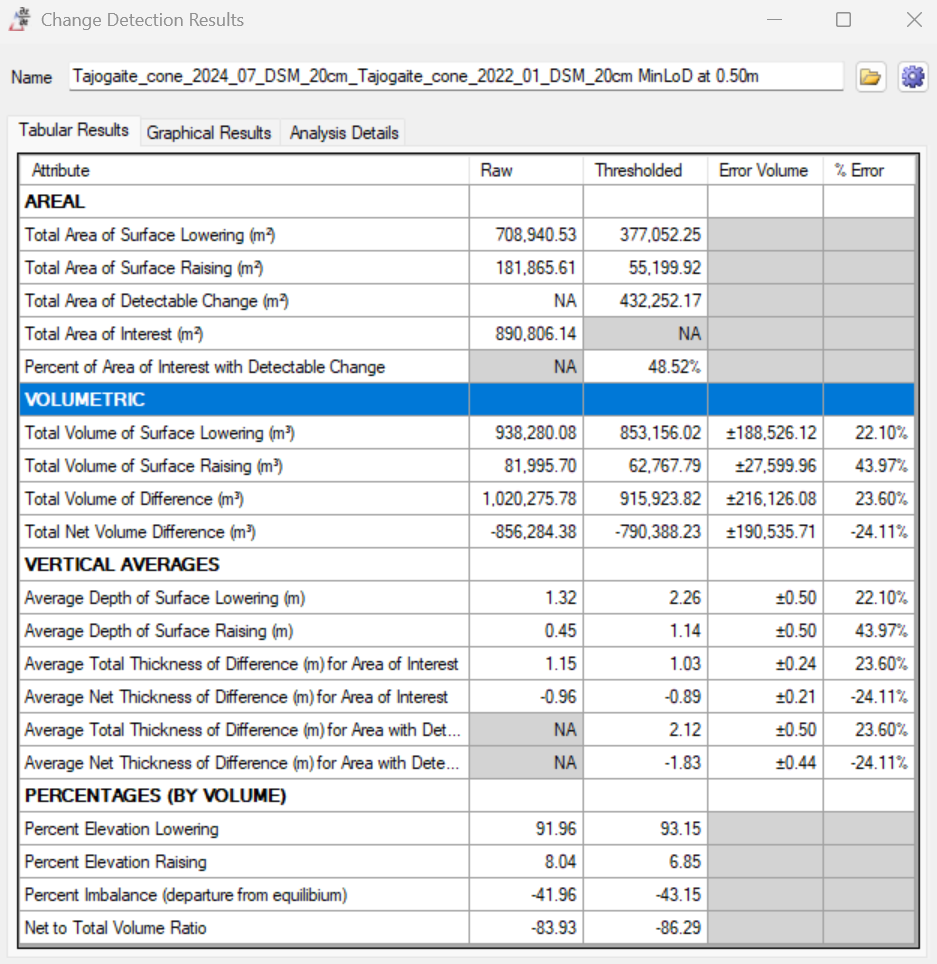 Change Detection Results
Name Tajogaite_cone_2024_07_DSM_20cm_Tajogaite_cone_2022_01_DSM_20cm MinLoD at 0.50m
Tabular Results Graphical Results Analysis Details
Attribute Raw Thresholded Error Volume % Error
AREAL
Total Area of Surface Lowering (m²) 708,940.53 377,052.25
Total Area of Surface Raising (m²) 181,865.61 55,199.92
Total Area of Detectable Change (m²) NA 432,252.17
Total Area of Interest (m²) 890,806.14 NA
Percent of Area of Interest with Detectable Change NA 48.52%
VOLUMETRIC
Total Volume of Surface Lowering (m³) 938,280.08 853,156.02 ±188,526.12 22.10%
Total Volume of Surface Raising (m³) 81,995.70 62,767.79 ±27,599.96 43.97%
Total Volume of Difference (m³) 1,020,275.78 915,923.82 ±216,126.08 23.60%
Total Net Volume Difference (m³) -856,284.38 -790,388.23 ±190,535.71 -24.11%
VERTICAL AVERAGES
Average Depth of Surface Lowering (m) 1.32 2.26 ±0.50 22.10%
Average Depth of Surface Raising (m) 0.45 1.14 ±0.50 43.97%
Average Total Thickness of Difference (m) for Area of Interest 1.15 1.03 ±0.24 23.60%
Average Net Thickness of Difference (m) for Area of Interest -0.96 -0.89 ±0.21 -24.11%
Average Total Thickness of Difference (m) for Area with Det... NA 2.12 ±0.50 23.60%
Average Net Thickness of Difference (m) for Area with Dete... NA -1.83 ±0.44 -24.11%
PERCENTAGES (BY VOLUME)
Percent Elevation Lowering 91.96 93.15
Percent Elevation Raising 8.04 6.85
Percent Imbalance (departure from equilibium) -41.96 -43.15
Net to Total Volume Ratio -83.93 -86.29